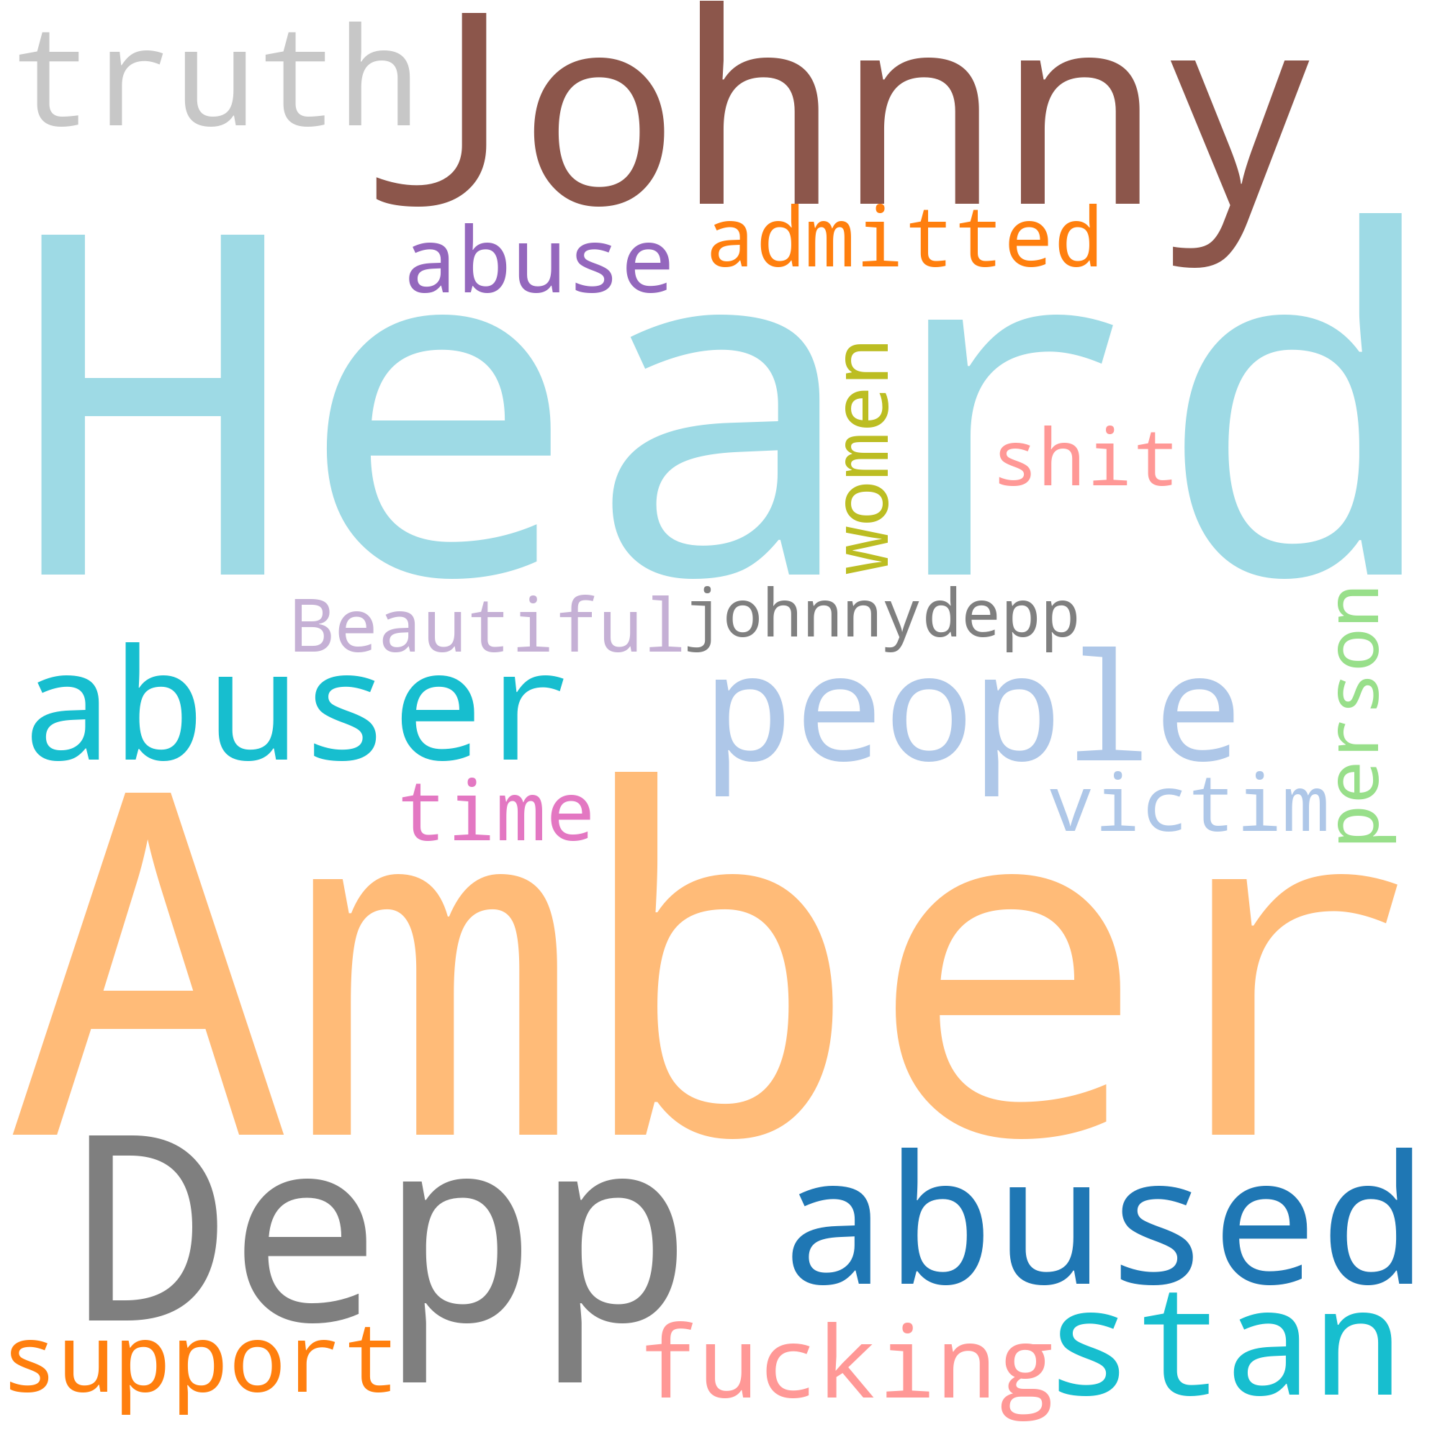 truth
Johnny
abuse
admitted
Heard
women
shit
Beautiful
johnnydepp
person
abuser
people
time
victim
Amber
Depp
abused
support
fucking
stan